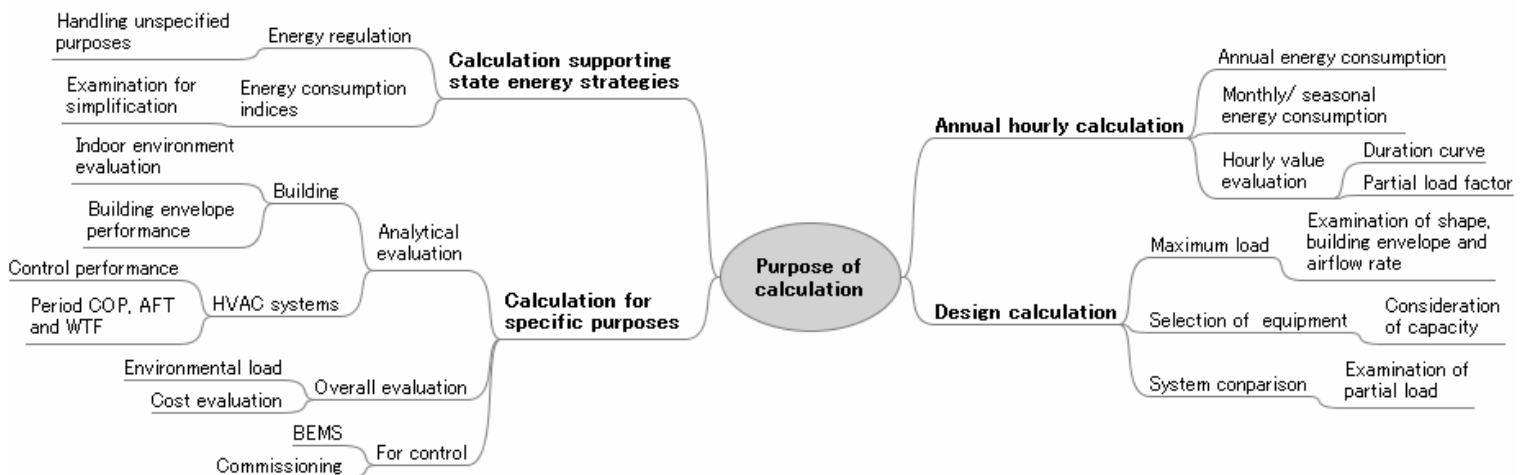 Purpose of
calculation
Calculation supporting
state energy strategies
Energy regulation
Handling unspecified
purposes
Energy consumption
indices
Examination for
simplification
Calculation for
specific purposes
Analytical
evaluation
Building
Indoor environment
evaluation
Building envelope
performance
HVAC systems
Control performance
Period COP, AFT
and WTF
Overall evaluation
Environmental load
Cost evaluation
For control
BEMS
Commissioning
Annual hourly calculation
Annual energy consumption
Monthly/ seasonal
energy consumption
Hourly value
evaluation
Duration curve
Partial load factor
Design calculation
Maximum load
Examination of shape,
building envelope and
airflow rate
Selection of equipment
Consideration
of capacity
System conparison
Examination of
partial load